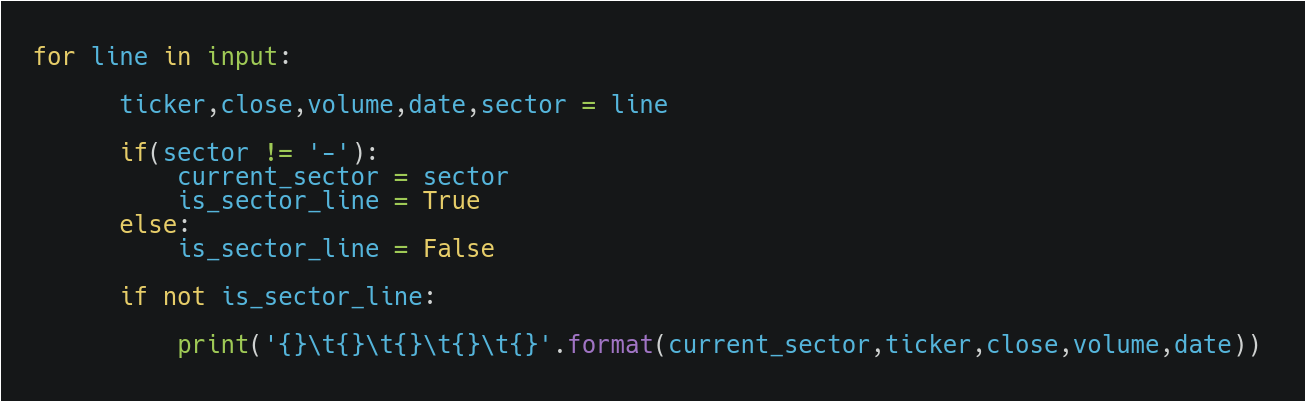 for line in input:
ticker,close,volume,date,sector = line
if(sector != '-'):
current_sector = sector
is_sector_line = True
else:
is_sector_line = False
if not is_sector_line:
print('{}\t{}\t{}\t{}\t{}'.format(current_sector,ticker,close,volume,date))